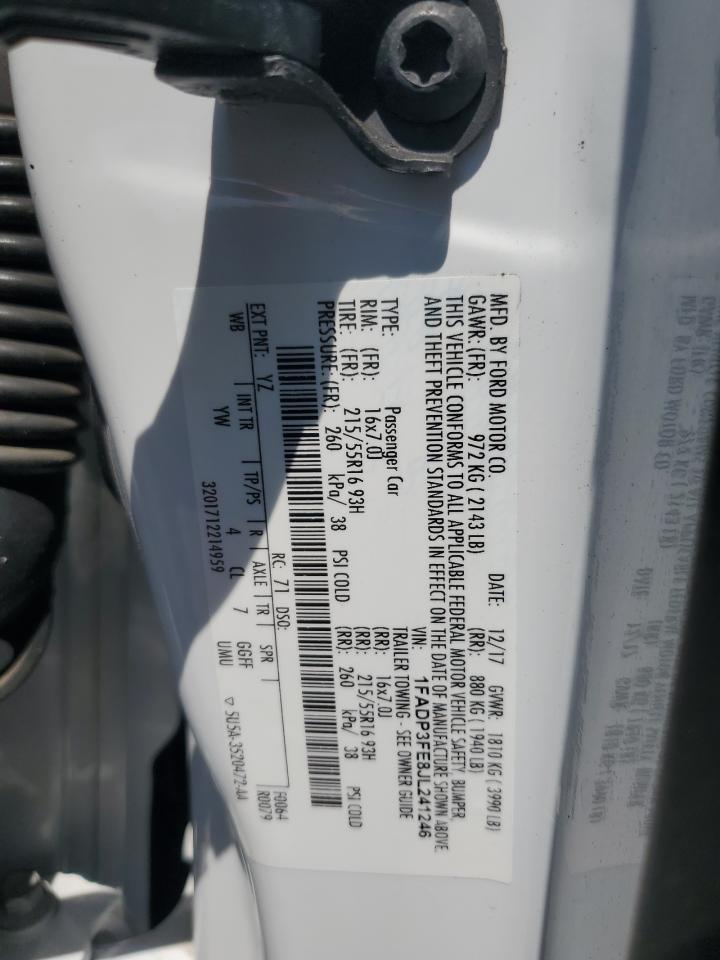 MFD. BY FORD MOTOR CO. DATE: 12/17 GVWR: 1810 KG ( 3990 LB)
GAWR: (FR): 972 KG ( 2143 LB) (RR): 880 KG ( 1940 LB)
THIS VEHICLE CONFORMS TO ALL APPLICABLE FEDERAL MOTOR VEHICLE SAFETY, BUMPER,
AND THEFT PREVENTION STANDARDS IN EFFECT ON THE DATE OF MANUFACTURE SHOWN ABOVE.
VIN: 1FADP3FE8JL241246
TYPE: Passenger Car TRAILER TOWING - SEE OWNER GUIDE
RIM: (FR): 16x7.0J (RR): 16x7.0J
TIRE: (FR): 215/55R16 93H (RR): 215/55R16 93H
PRESSURE: (FR): 260 kPa/ 38 PSI COLD (RR): 260 kPa/ 38 PSI COLD
RC: 71 DSO: F0064
EXT PNT: YZ R0079
WB INT TR TP/PS R AXLE TR SPR
YW 4 CL 7 GGFF
3201712214959 UMU ▽ 5U5A-3520472-AA